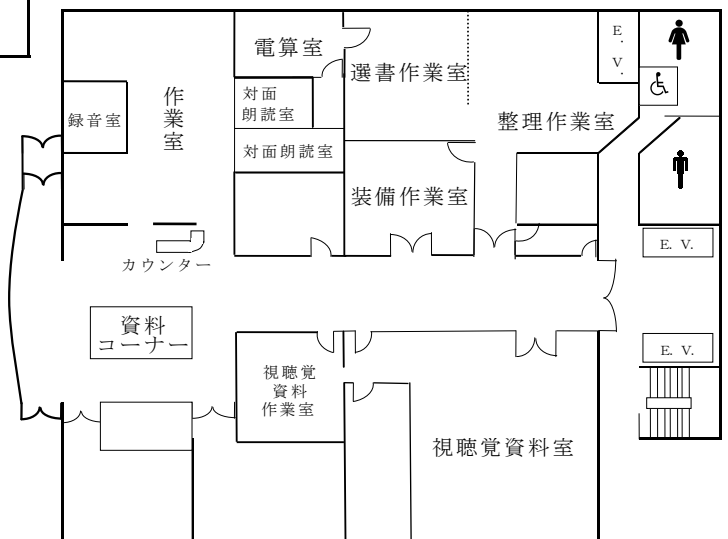 電算室
選書作業室
E. V.
対面
朗読室
録音室
作業室
整理作業室
対面朗読室
装備作業室
E. V.
カウンター
資料
コーナー
E. V.
視聴覚
資料
作業室
視聴覚資料室